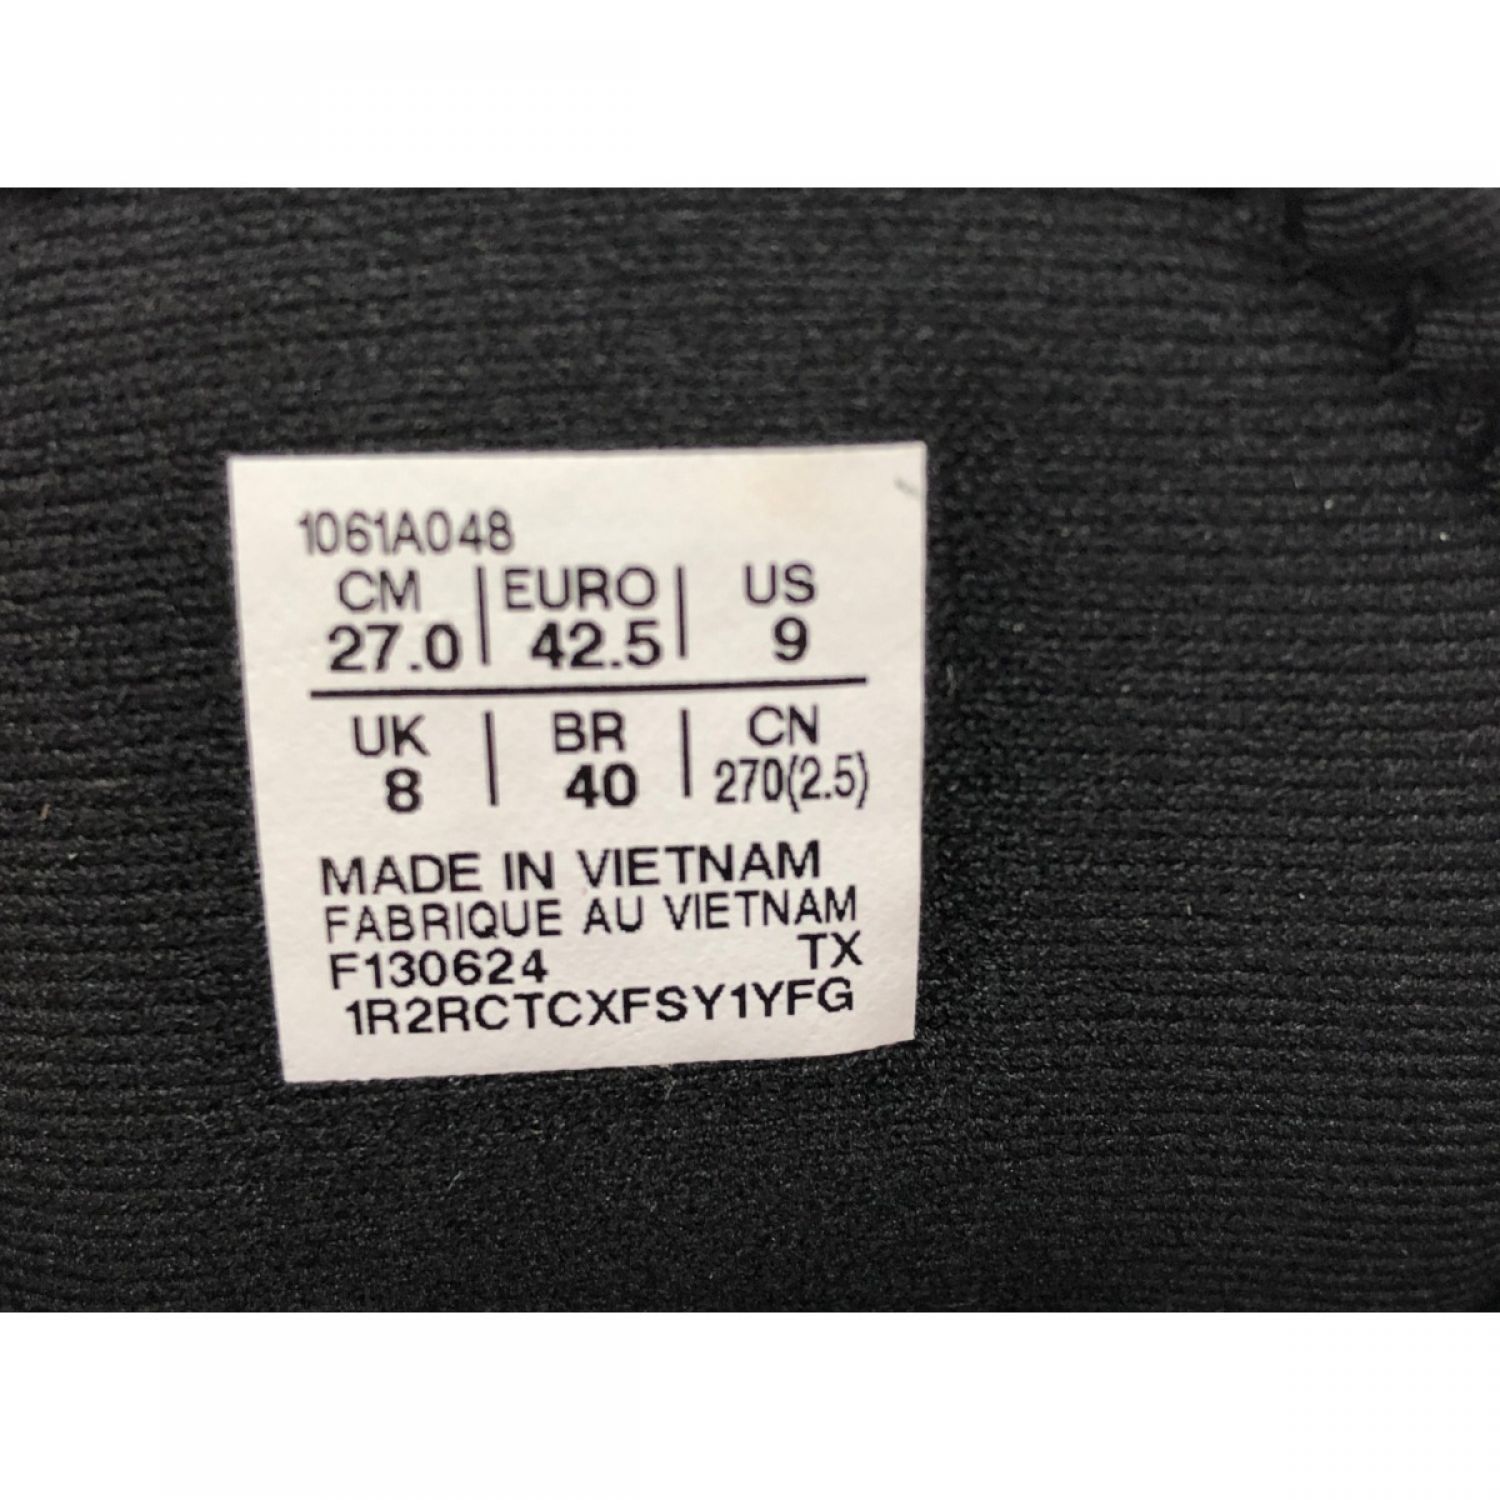 1061A048
CM | EURO | US
27.0 | 42.5 | 9
UK | BR | CN
8 | 40 | 270(2.5)
MADE IN VIETNAM
FABRIQUE AU VIETNAM
F130624 TX
1R2RCTCXFSY1YFG